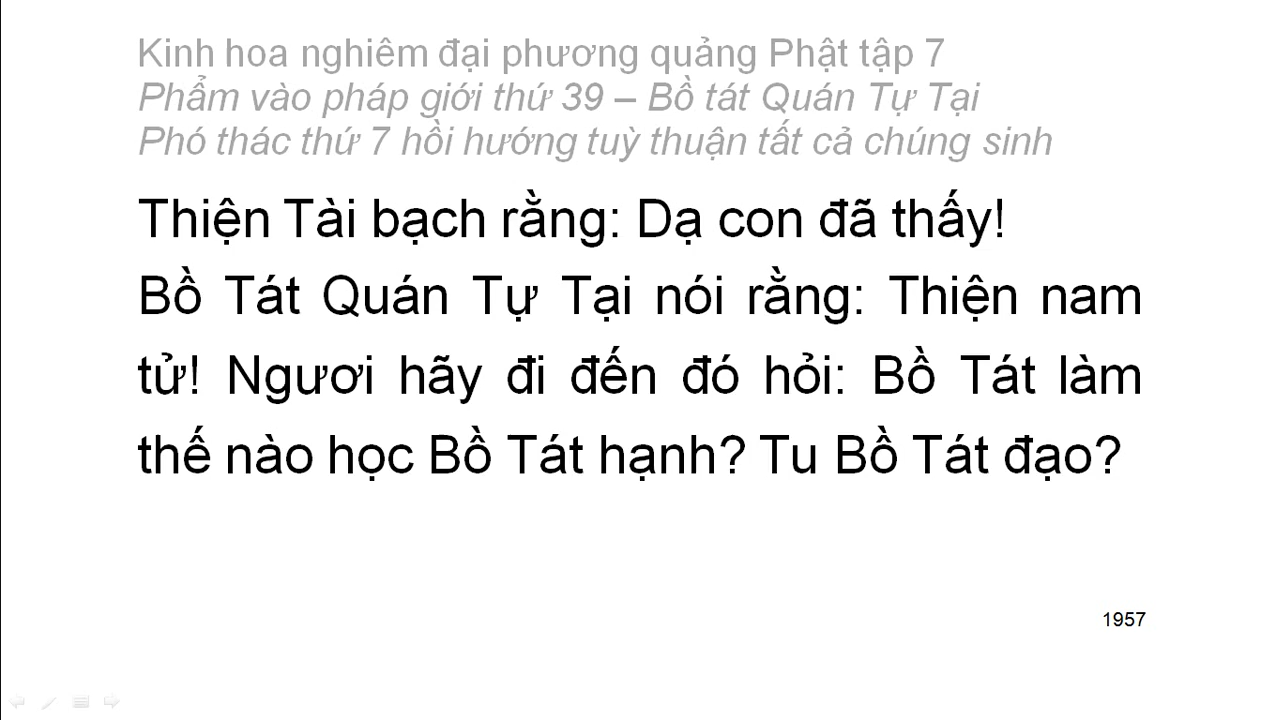 Kinh hoa nghiêm đại phương quảng Phật tập 7
Phẩm vào pháp giới thứ 39 – Bồ tát Quán Tự Tại
Phó thác thứ 7 hồi hướng tuỳ thuận tất cả chúng sinh
Thiện Tài bạch rằng: Dạ con đã thấy!
Bồ Tát Quán Tự Tại nói rằng: Thiện nam
tử! Ngươi hãy đi đến đó hỏi: Bồ Tát làm
thế nào học Bồ Tát hạnh? Tu Bồ Tát đạo?
1957